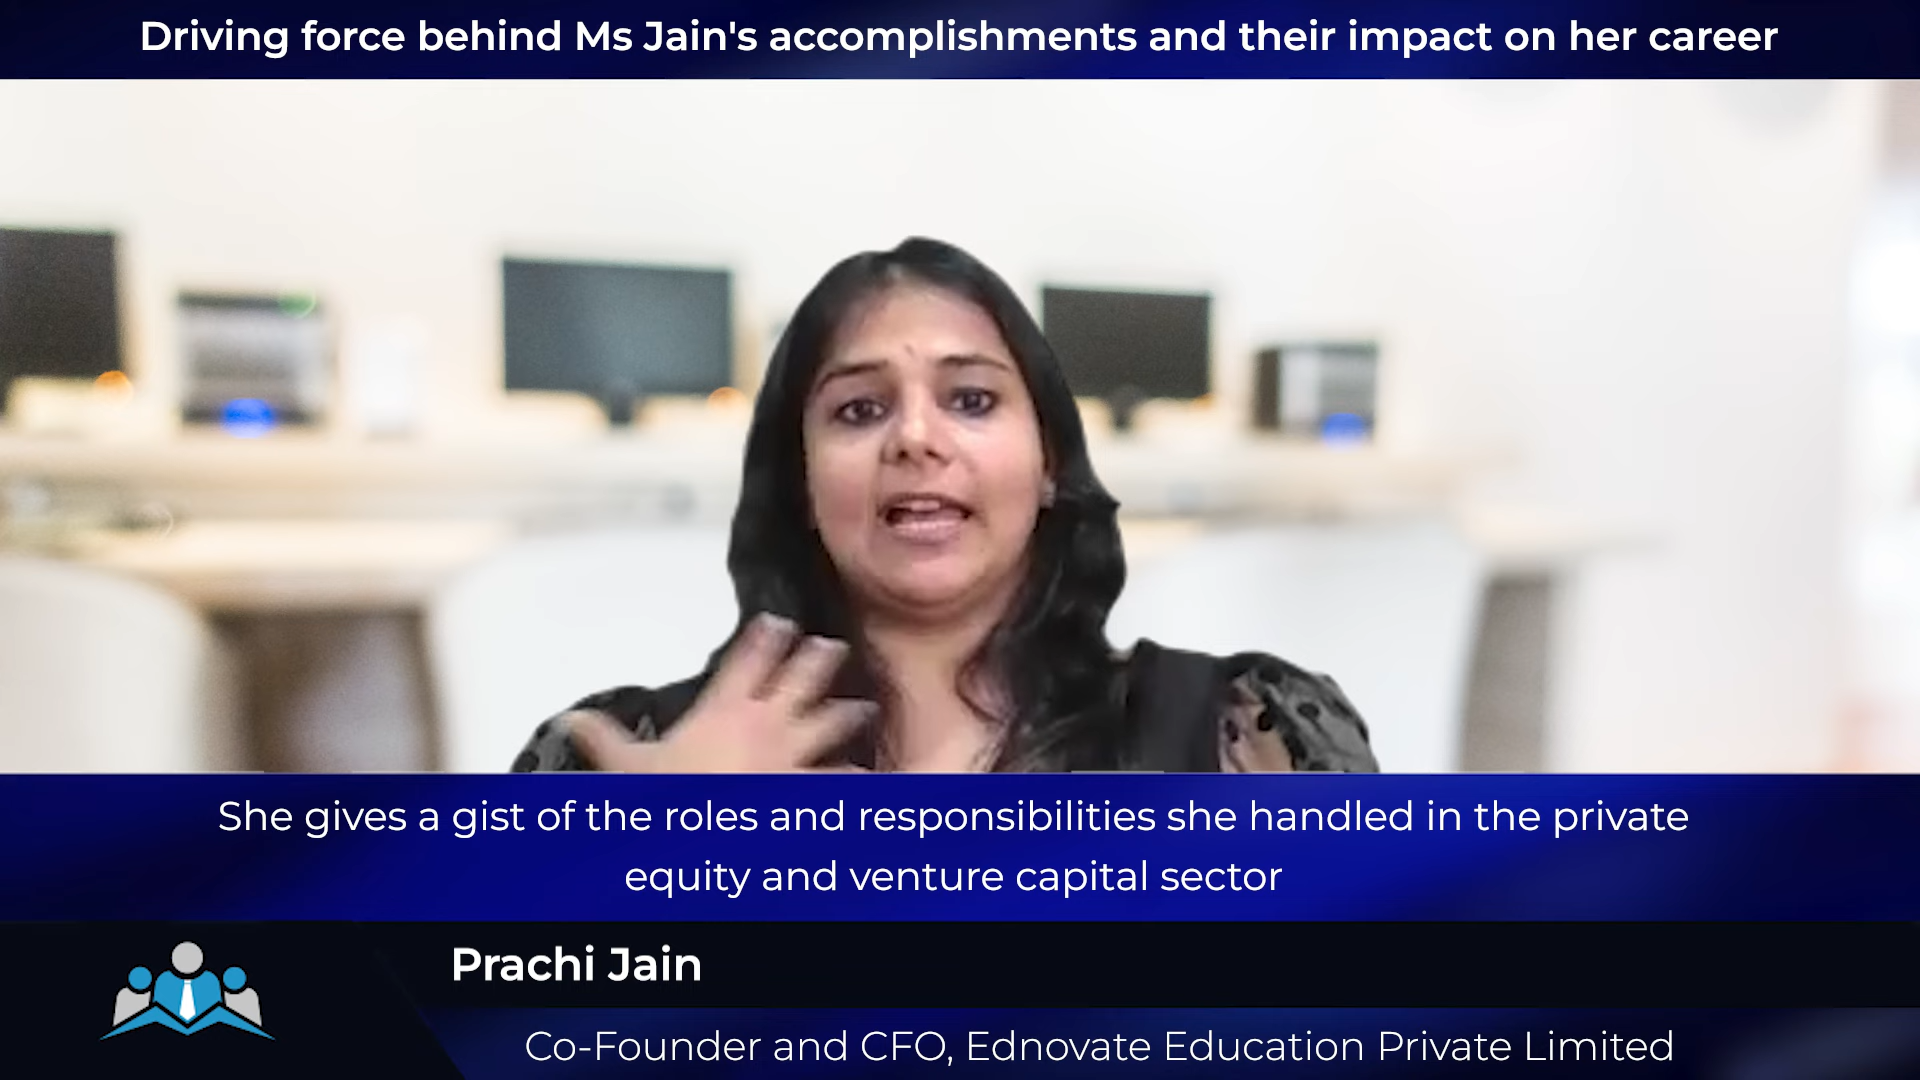 Driving force behind Ms Jain's accomplishments and their impact on her career
She gives a gist of the roles and responsibilities she handled in the private
equity and venture capital sector
Prachi Jain
Co-Founder and CFO, Ednovate Education Private Limited